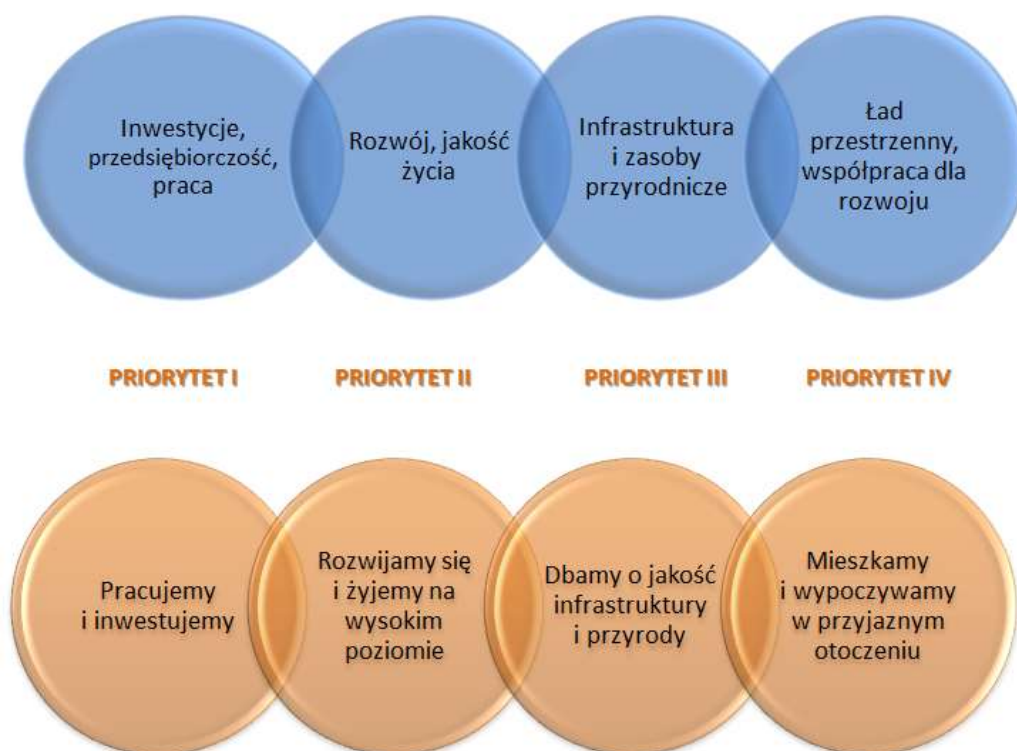 Inwestycje,
przedsiębiorczość,
praca
Rozwój, jakość
życia
Infrastruktura
i zasoby
przyrodnicze
Ład
przestrzenny,
współpraca dla
rozwoju
PRIORYTET I
PRIORYTET II
PRIORYTET III
PRIORYTET IV
Pracujemy
i inwestujemy
Rozwijamy się
i żyjemy na
wysokim
poziomie
Dbamy o jakość
infrastruktury
i przyrody
Mieszkamy
i wypoczywamy
w przyjaznym
otoczeniu